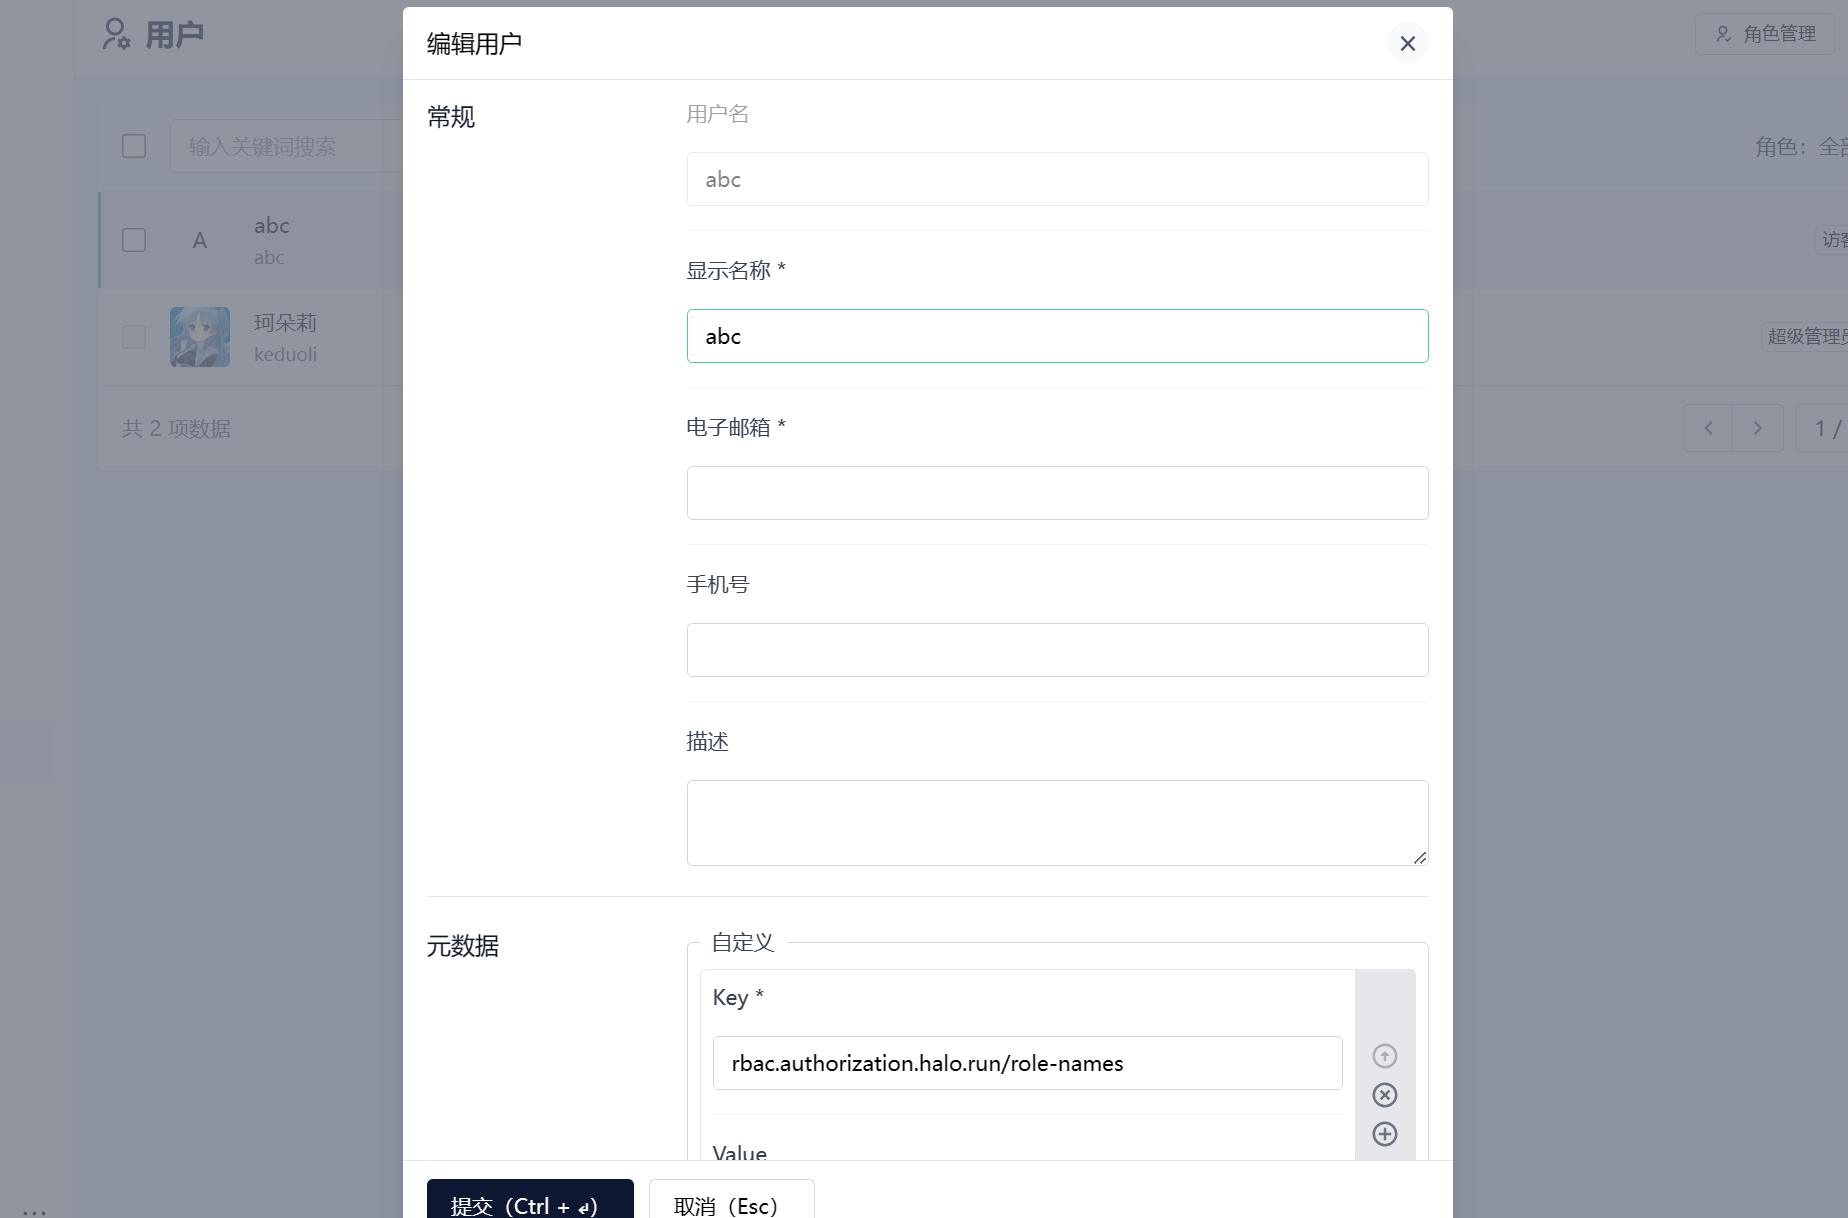 用户
角色管理
编辑用户
常规
用户名
abc
输入关键词搜索
角色：全部
显示名称 *
abc
A
abc
abc
访客
珂朵莉
keduoli
超级管理员
电子邮箱 *
共 2 项数据
1 /
手机号
描述
元数据
自定义
Key *
rbac.authorization.halo.run/role-names
Value
提交（Ctrl + ↲）
取消（Esc）